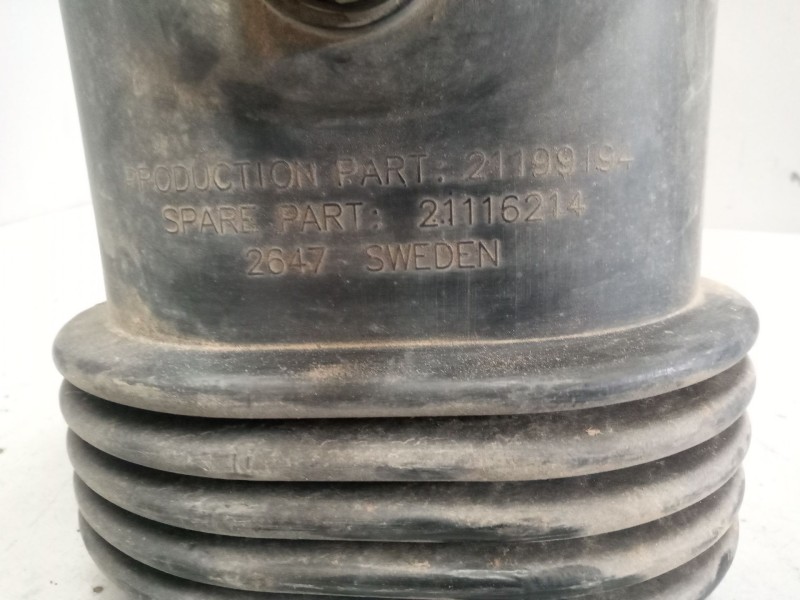 PRODUCTION PART: 21199194
SPARE PART: 21116214
2647 SWEDEN